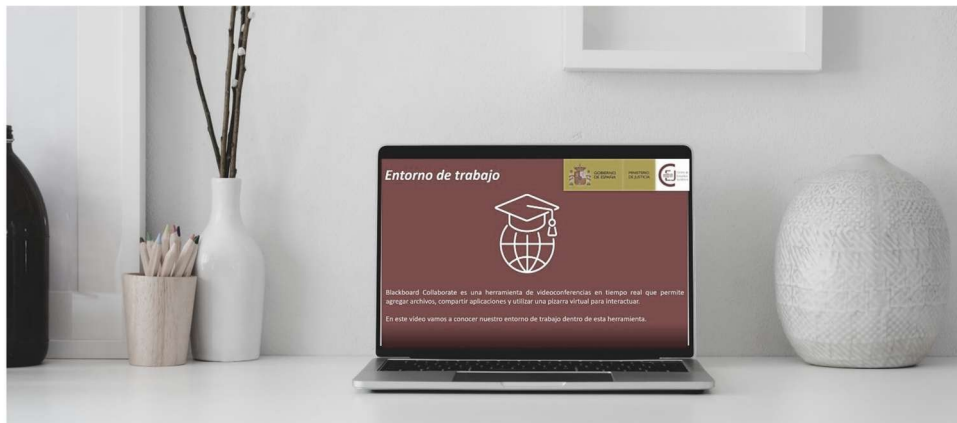 Entorno de trabajo
GOBIERNO
DE ESPAÑA
MINISTERIO
DE JUSTICIA
Blackboard Collaborate es una herramienta de videoconferencias en tiempo real que permite
agregar archivos, compartir aplicaciones y utilizar una pizarra virtual para interactuar.
En este vídeo vamos a conocer nuestro entorno de trabajo dentro de esta herramienta.